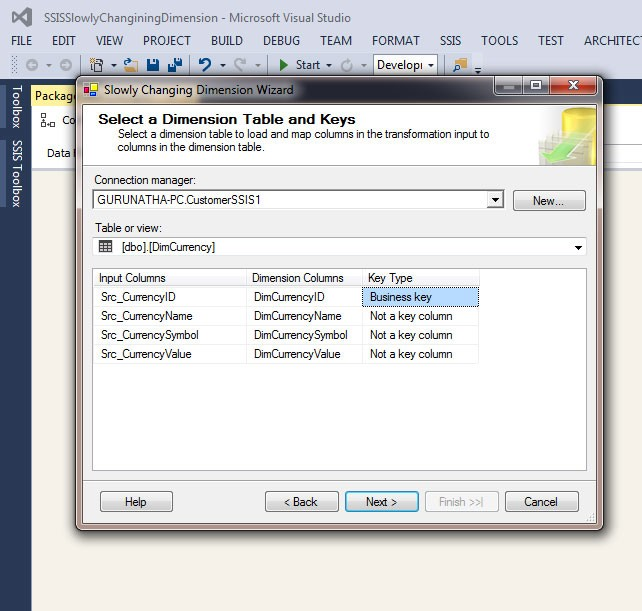 SSISSlowlyChanginingDimension - Microsoft Visual Studio
FILE EDIT VIEW PROJECT BUILD DEBUG TEAM FORMAT SSIS TOOLS TEST ARCHITEC
Start Develop
Toolbox
SSIS Toolbox
Package
Co
Data
Slowly Changing Dimension Wizard
Select a Dimension Table and Keys
Select a dimension table to load and map columns in the transformation input to
columns in the dimension table.
Connection manager:
GURUNATHA-PC.CustomerSSIS1 New...
Table or view:
[dbo].[DimCurrency]
Input Columns Dimension Columns Key Type
Src_CurrencyID DimCurrencyID Business key
Src_CurrencyName DimCurrencyName Not a key column
Src_CurrencySymbol DimCurrencySymbol Not a key column
Src_CurrencyValue DimCurrencyValue Not a key column
Help < Back Next > Finish >>| Cancel